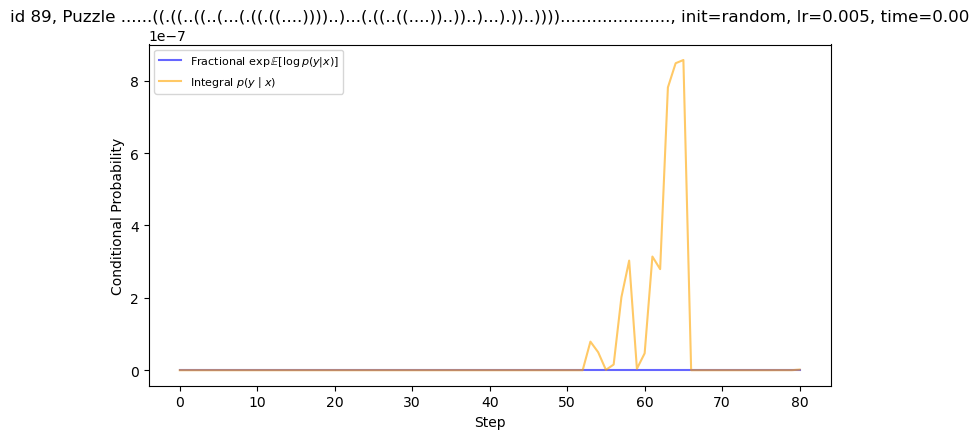 id 89, Puzzle ......((.((..((..(...(.((.((....))))..)...(.((..((....))..))..)...).))..))))....................., init=random, lr=0.005, time=0.00
1e−7
Fractional exp𝔼[log p(y|x)]
Integral p(y | x)
8
6
4
2
0
Conditional Probability
0 10 20 30 40 50 60 70 80
Step